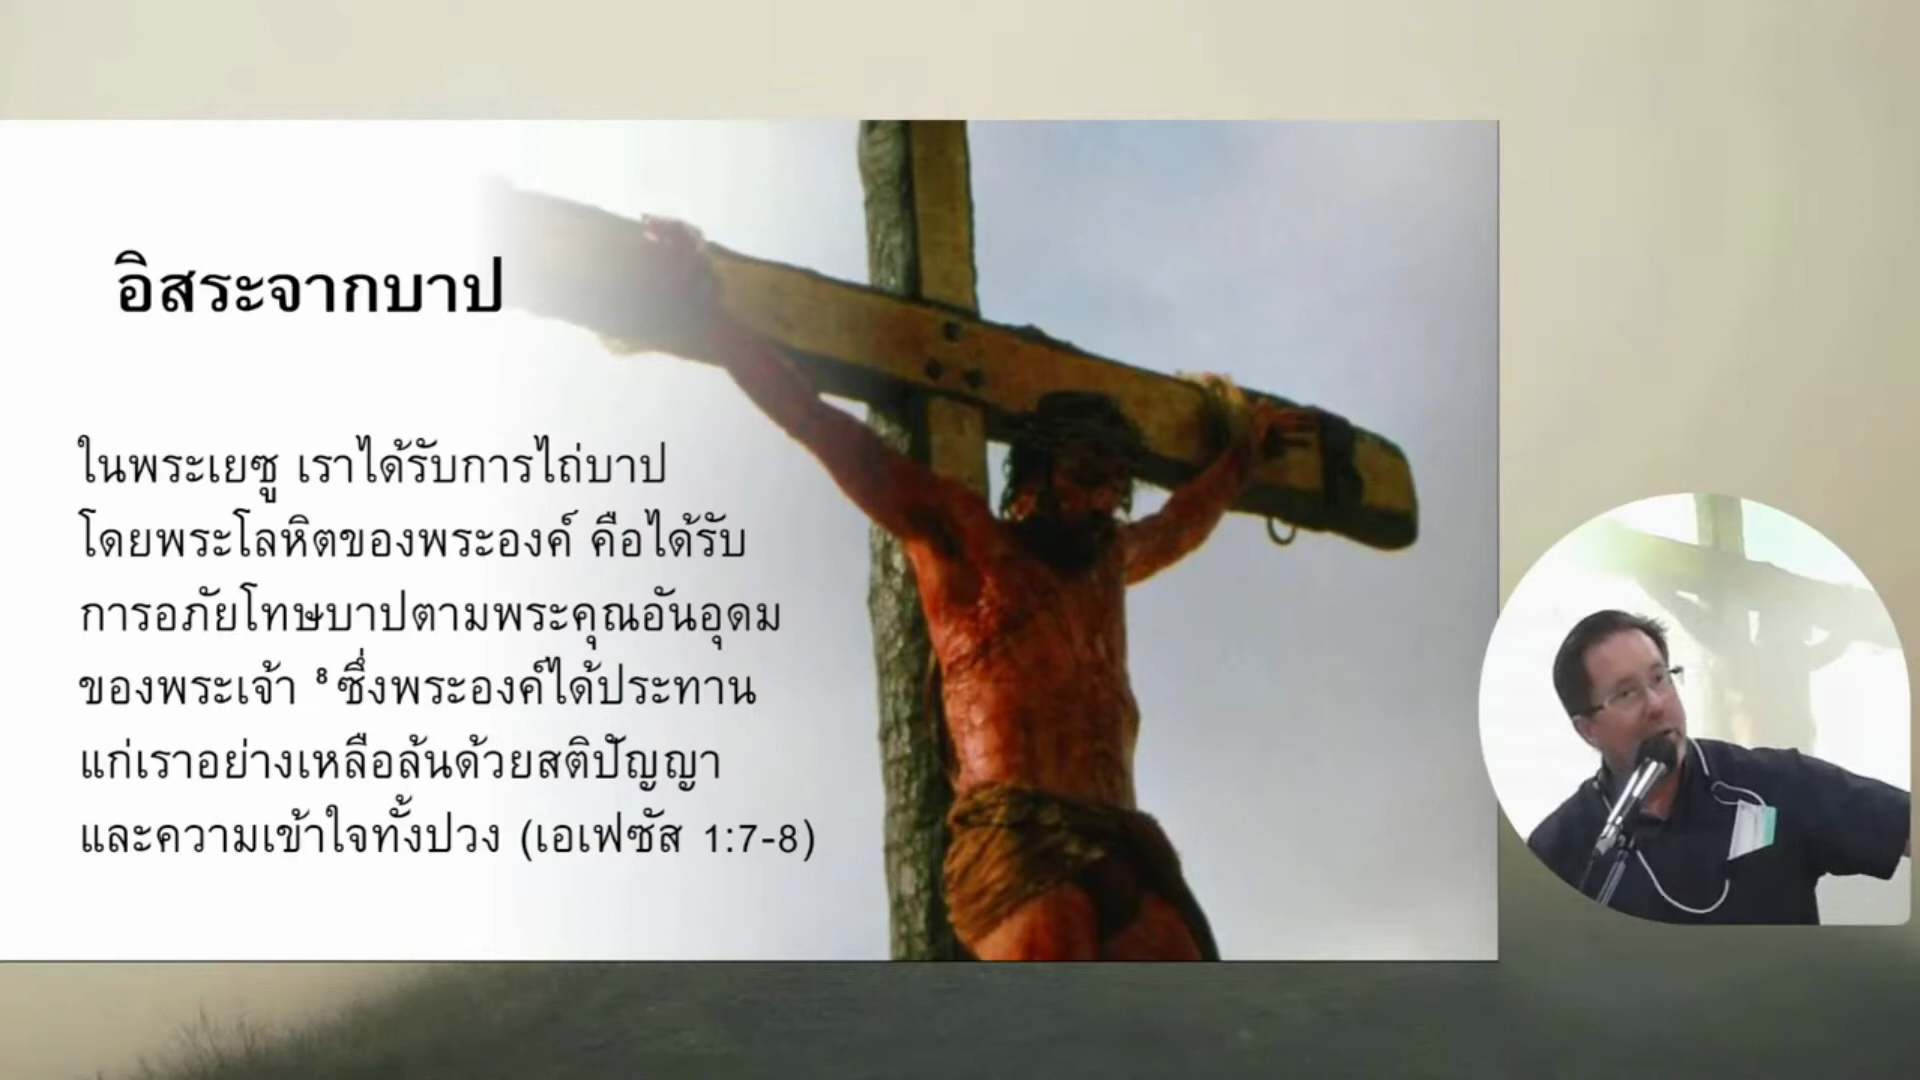 อิสระจากบาป
ในพระเยซู เราได้รับการไถ่บาป
โดยพระโลหิตของพระองค์ คือได้รับ
การอภัยโทษบาปตามพระคุณอันอุดม
ของพระเจ้า ⁸ ซึ่งพระองค์ได้ประทาน
แก่เราอย่างเหลือล้นด้วยสติปัญญา
และความเข้าใจทั้งปวง (เอเฟซัส 1:7-8)